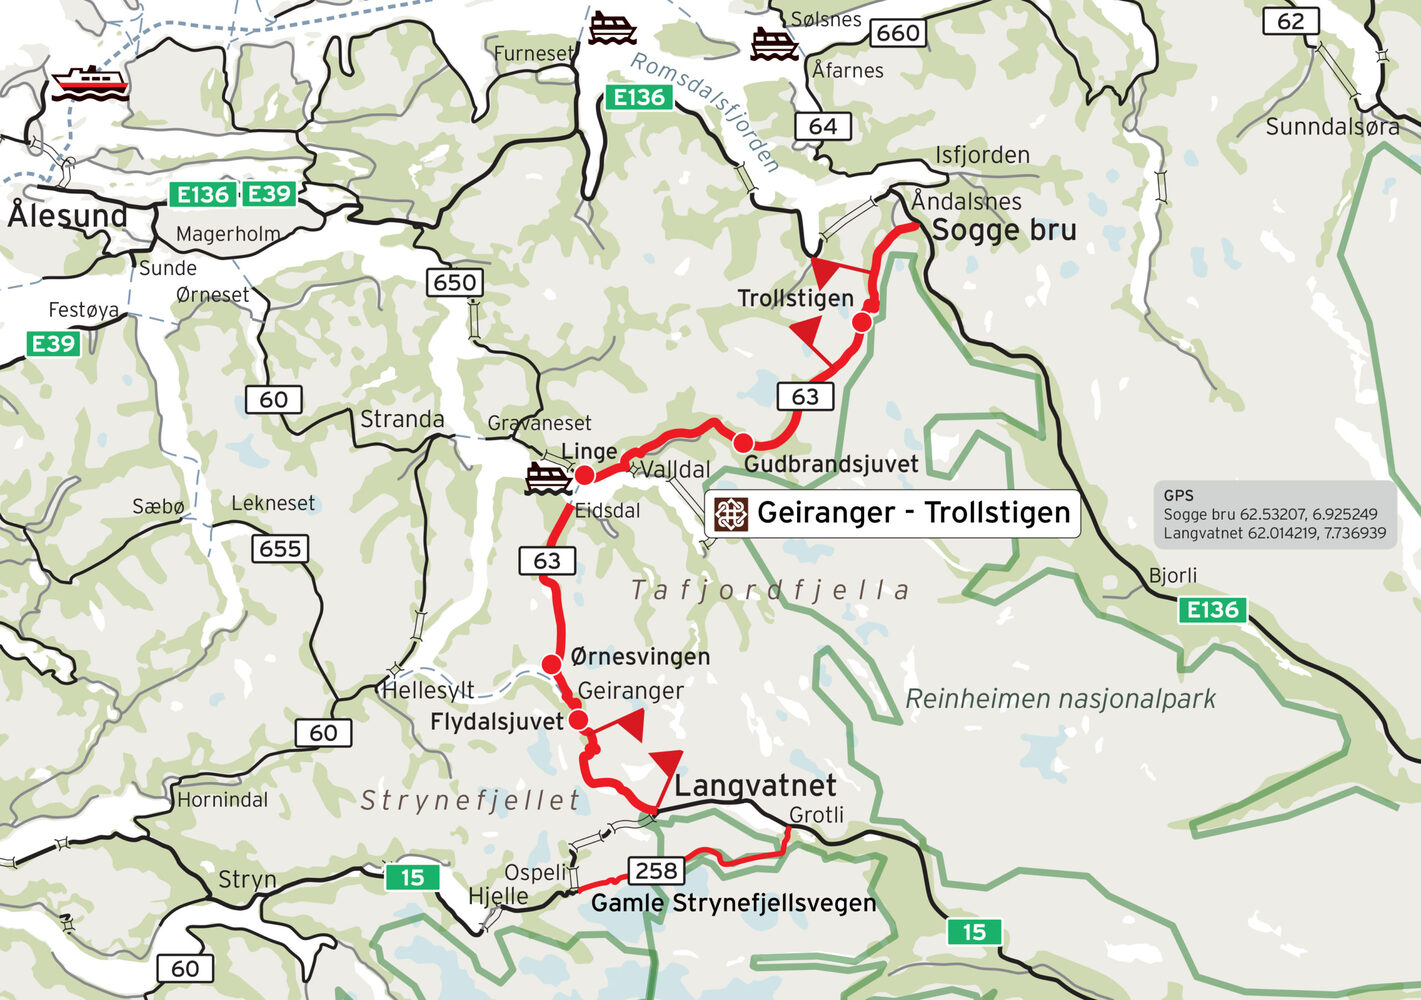 Sølsnes
660
62
Furneset
Romsdalsfjorden
Åfarnes
E136
64
Sunndalsøra
Isfjorden
E136
E39
Åndalsnes
Ålesund
Magerholm
Sogge bru
Sunde
650
Ørneset
Trollstigen
Festøya
E39
60
63
Stranda
Gravaneset
Linge
Valldal
Gudbrandsjuvet
Sæbø
Lekneset
Eidsdal
Geiranger - Trollstigen
GPS
Sogge bru 62.53207, 6.925249
Langvatnet 62.014219, 7.736939
655
63
Tafjordfjella
Bjorli
E136
Ørnesvingen
Hellesylt
Geiranger
Reinheimen nasjonalpark
Flydalsjuvet
60
Langvatnet
Hornindal
Strynefjellet
Grotli
Stryn
15
Ospeli
258
Hjelle
Gamle Strynefjellsvegen
15
60